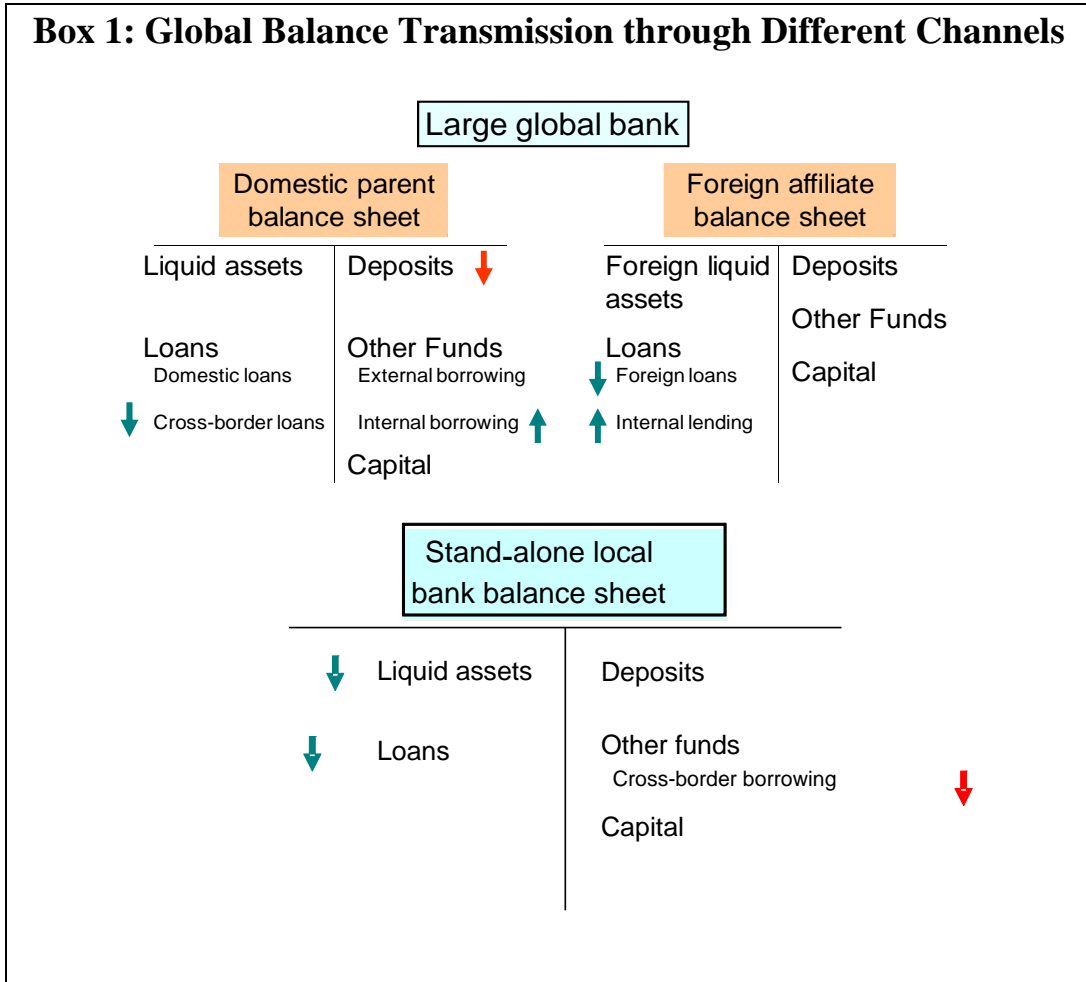 Box 1: Global Balance Transmission through Different Channels
Large global bank
Domestic parent
balance sheet
Liquid assets
Deposits
Loans
Domestic loans
Cross-border loans
Other Funds
External borrowing
Internal borrowing
Capital
Foreign affiliate
balance sheet
Foreign liquid
assets
Loans
Foreign loans
Internal lending
Deposits
Other Funds
Capital
Stand-alone local
bank balance sheet
Liquid assets
Loans
Deposits
Other funds
Cross-border borrowing
Capital